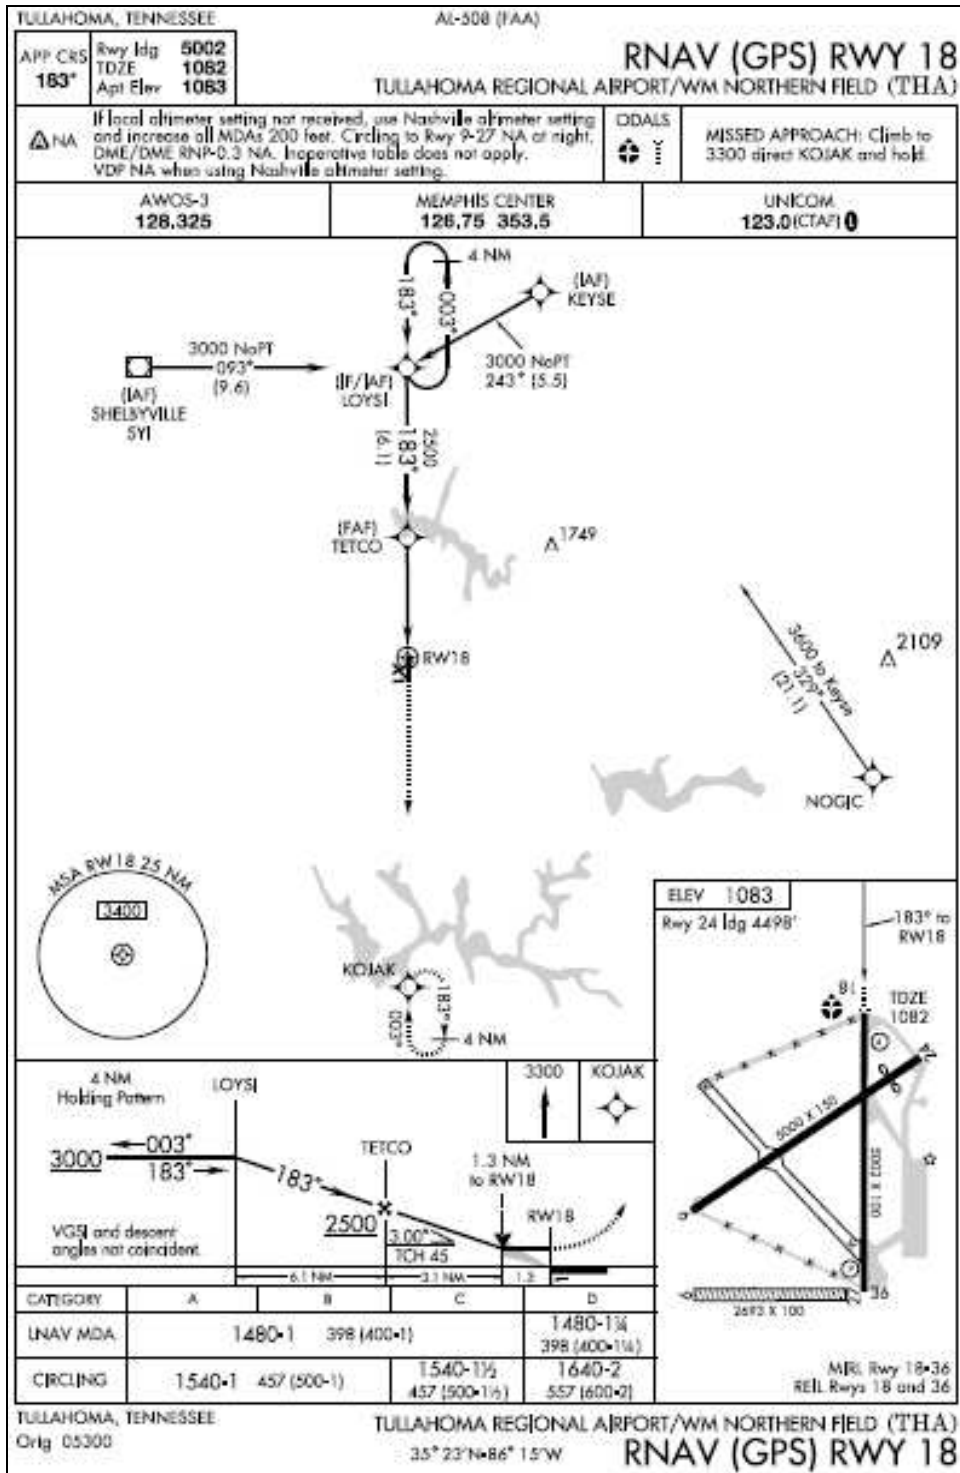 TULLAHOMA, TENNESSEE
AL-508 (FAA)
APP CRS
183°
Rwy ldg 5002
TDZE 1082
Apt Elev 1083
RNAV (GPS) RWY 18
TULLAHOMA REGIONAL AIRPORT/WM NORTHERN FIELD (THA)
A NA
If local altimeter setting not received, use Nashville altimeter setting
and increase all MDAs 200 feet. Circling to Rwy 9-27 NA at night.
DME/DME RNP-0.3 NA. Inoperative table does not apply.
VDP NA when using Nashville altimeter setting.
ODALS
MISSED APPROACH: Climb to
3300 direct KOJAK and hold.
AWOS-3
128.325
MEMPHIS CENTER
126.75 353.5
UNICOM
123.0 (CTAF)
4 NM
183°
003°
(IAF)
KEYSE
3000 NoPT
243° (5.5)
3000 NoPT
093°
(9.6)
(IAF)
SHELBYVILLE
SYI
(IF/IAF)
LOYSI
2500
183°
(6.1)
(FAF)
TETCO
1749
RW18
3600 to Keyse
329°
(21.1)
2109
NOGIC
MSA RW18 25 NM
3400
KOJAK
183°
003°
4 NM
ELEV 1083
Rwy 24 ldg 4498'
183° to
RW18
18
TDZE
1082
24
5000 X 150
5003 X 100
36
2693 X 100
MIRL Rwy 18-36
REIL Rwys 18 and 36
4 NM
Holding Pattern
LOYSI
3300
KOJAK
003°
3000
183°
183°
TETCO
2500
1.3 NM
to RW18
RW18
3.00°
TCH 45
VGSI and descent
angles not coincident.
6.1 NM
3.1 NM
1.3
CATEGORY A B C D
LNAV MDA 1480-1 398 (400-1) 1480-1¼
398 (400-1¼)
CIRCLING 1540-1 457 (500-1) 1540-1½
457 (500-1½)
1640-2
557 (600-2)
TULLAHOMA, TENNESSEE
Orig 05300
35°23'N-86°15'W
TULLAHOMA REGIONAL AIRPORT/WM NORTHERN FIELD (THA)
RNAV (GPS) RWY 18